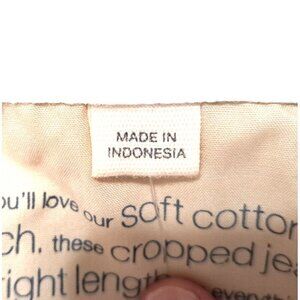 MADE IN
INDONESIA
ou'll love our soft cotton
ch. these cropped je
right length